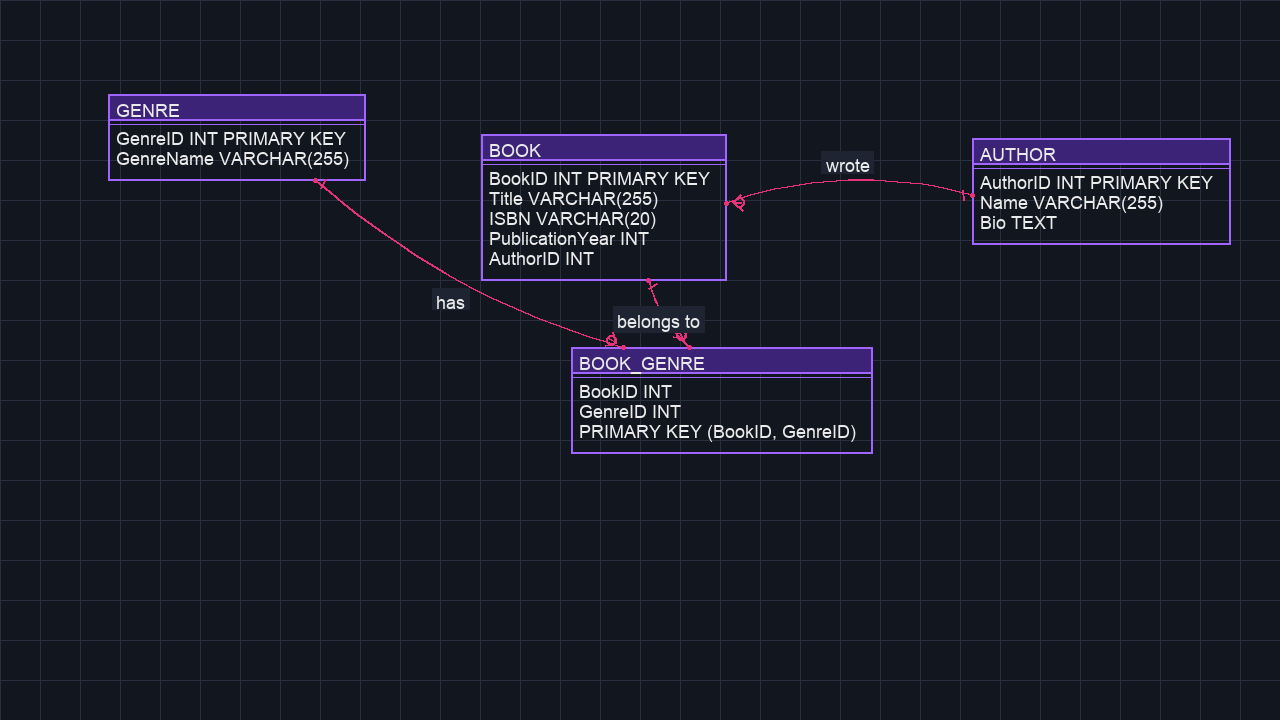 GENRE
GenreID INT PRIMARY KEY
GenreName VARCHAR(255)
BOOK
BookID INT PRIMARY KEY
Title VARCHAR(255)
ISBN VARCHAR(20)
PublicationYear INT
AuthorID INT
wrote
AUTHOR
AuthorID INT PRIMARY KEY
Name VARCHAR(255)
Bio TEXT
has
belongs to
BOOK_GENRE
BookID INT
GenreID INT
PRIMARY KEY (BookID, GenreID)